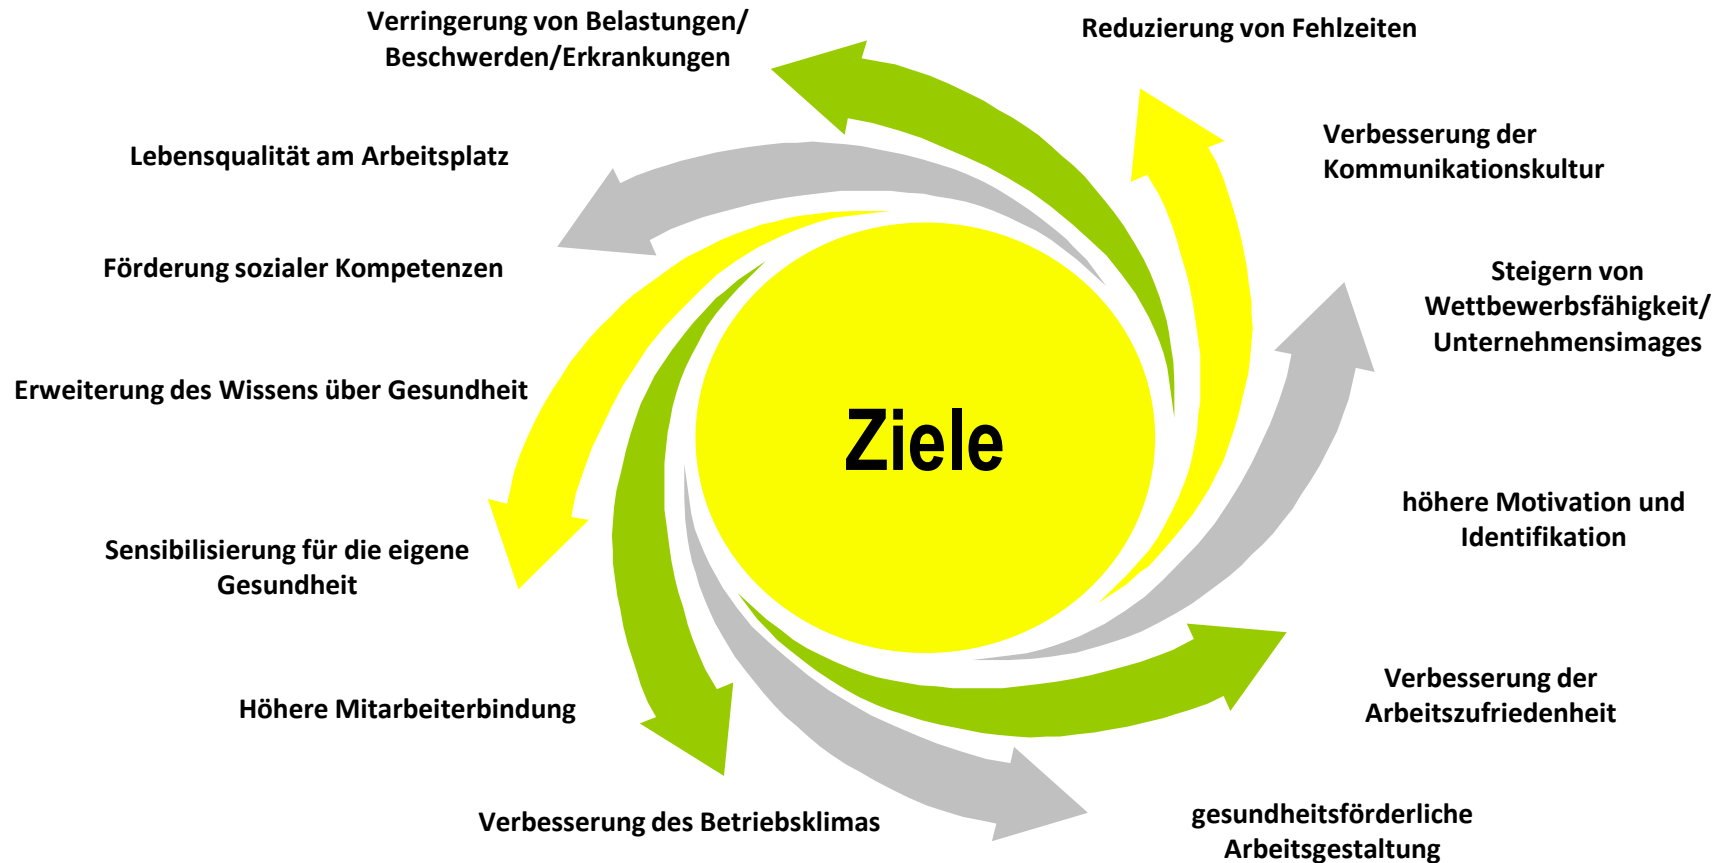 Verringerung von Belastungen/
Beschwerden/Erkrankungen
Reduzierung von Fehlzeiten
Verbesserung der
Kommunikationskultur
Lebensqualität am Arbeitsplatz
Förderung sozialer Kompetenzen
Steigern von
Wettbewerbsfähigkeit/
Unternehmensimages
Erweiterung des Wissens über Gesundheit
Ziele
höhere Motivation und
Identifikation
Sensibilisierung für die eigene
Gesundheit
Verbesserung der
Arbeitszufriedenheit
Höhere Mitarbeiterbindung
Verbesserung des Betriebsklimas
gesundheitsförderliche
Arbeitsgestaltung